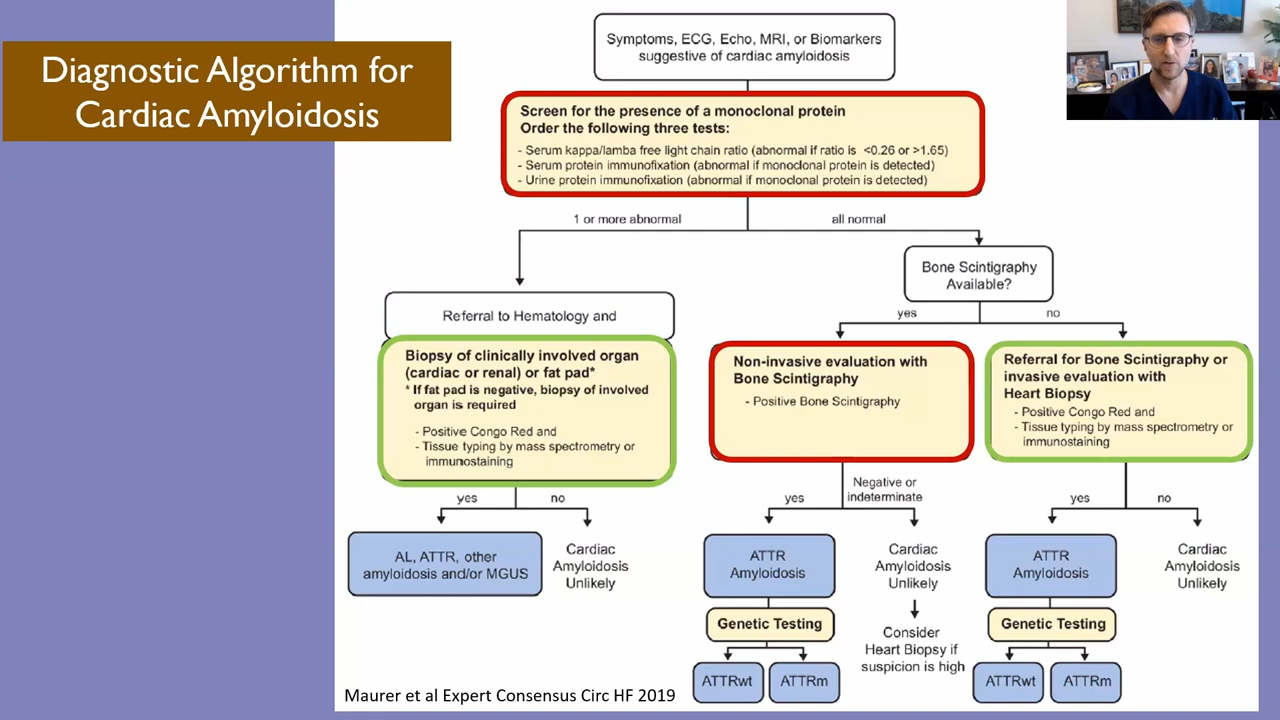 Diagnostic Algorithm for
Cardiac Amyloidosis
Symptoms, ECG, Echo, MRI, or Biomarkers
suggestive of cardiac amyloidosis
Screen for the presence of a monoclonal protein
Order the following three tests:
- Serum kappa/lamba free light chain ratio (abnormal if ratio is <0.26 or >1.65)
- Serum protein immunofixation (abnormal if monoclonal protein is detected)
- Urine protein immunofixation (abnormal if monoclonal protein is detected)
1 or more abnormal
all normal
Bone Scintigraphy
Available?
yes
no
Referral to Hematology and
Biopsy of clinically involved organ
(cardiac or renal) or fat pad*
* If fat pad is negative, biopsy of involved
organ is required
- Positive Congo Red and
- Tissue typing by mass spectrometry or
immunostaining
Non-invasive evaluation with
Bone Scintigraphy
- Positive Bone Scintigraphy
Referral for Bone Scintigraphy or
invasive evaluation with
Heart Biopsy
- Positive Congo Red and
- Tissue typing by mass spectrometry or
immunostaining
yes
no
yes
Negative or
indeterminate
yes
no
AL, ATTR, other
amyloidosis and/or MGUS
Cardiac
Amyloidosis
Unlikely
ATTR
Amyloidosis
Cardiac
Amyloidosis
Unlikely
ATTR
Amyloidosis
Cardiac
Amyloidosis
Unlikely
Genetic Testing
Consider
Heart Biopsy if
suspicion is high
Genetic Testing
ATTRwt
ATTRm
ATTRwt
ATTRm
Maurer et al Expert Consensus Circ HF 2019